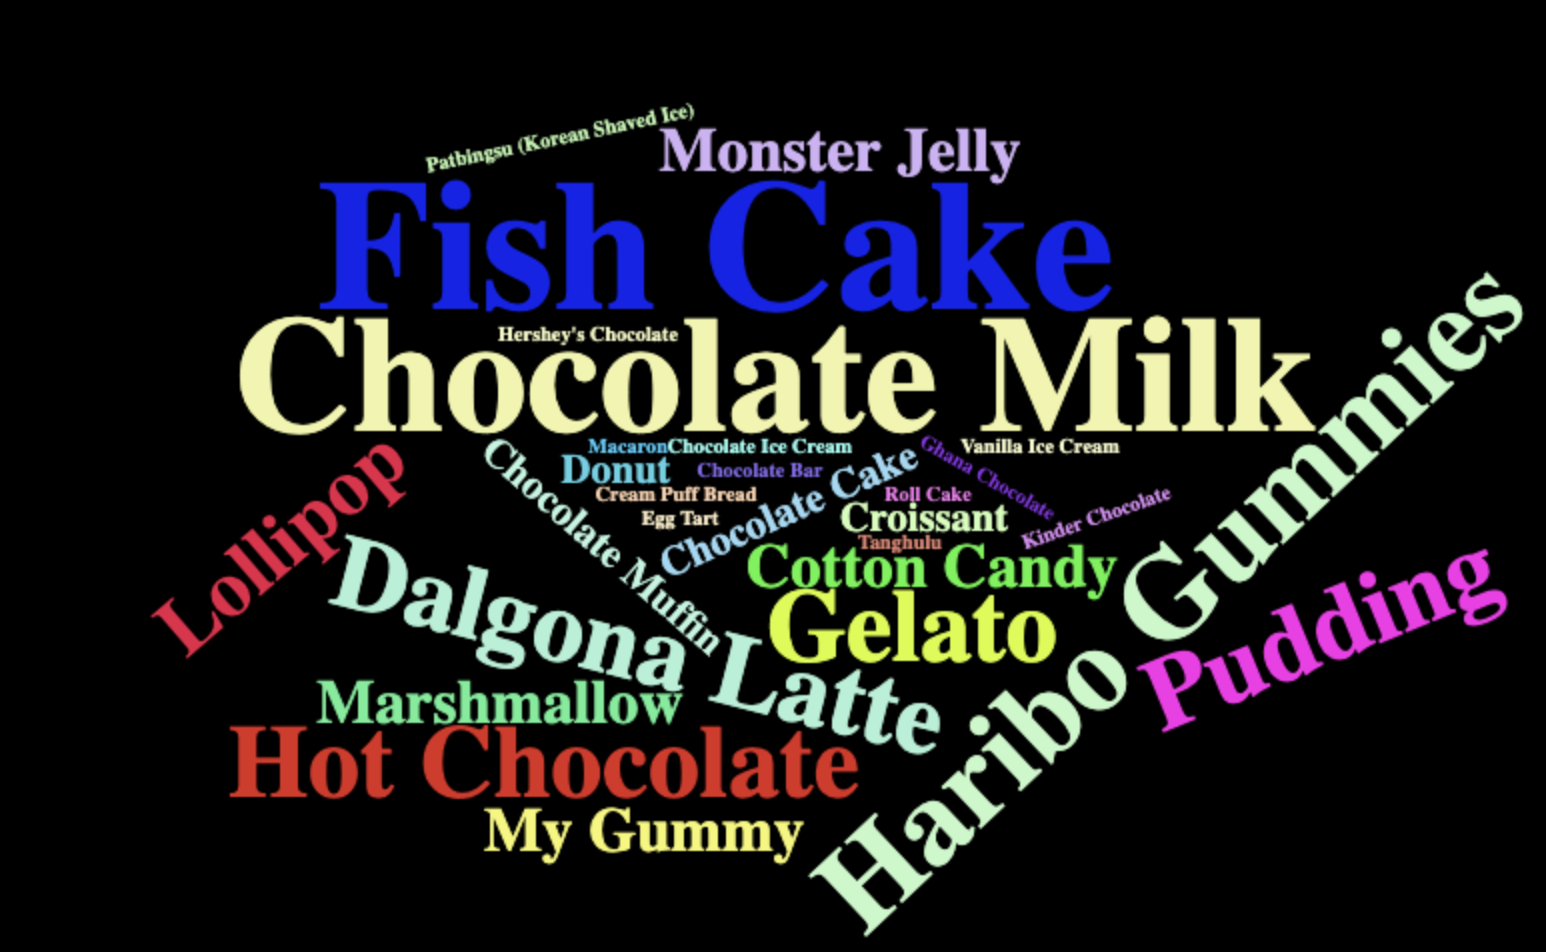 Patbingsu (Korean Shaved Ice)
Monster Jelly
Fish Cake
Hershey's Chocolate
Chocolate Milk
Haribo Gummies
Lollipop
Chocolate Muffin
Macaron
Chocolate Ice Cream
Vanilla Ice Cream
Donut
Chocolate Bar
Chocolate Cake
Ghana Chocolate
Cream Puff Bread
Roll Cake
Kinder Chocolate
Egg Tart
Croissant
Tanghulu
Cotton Candy
Dalgona Latte
Gelato
Pudding
Marshmallow
Hot Chocolate
My Gummy